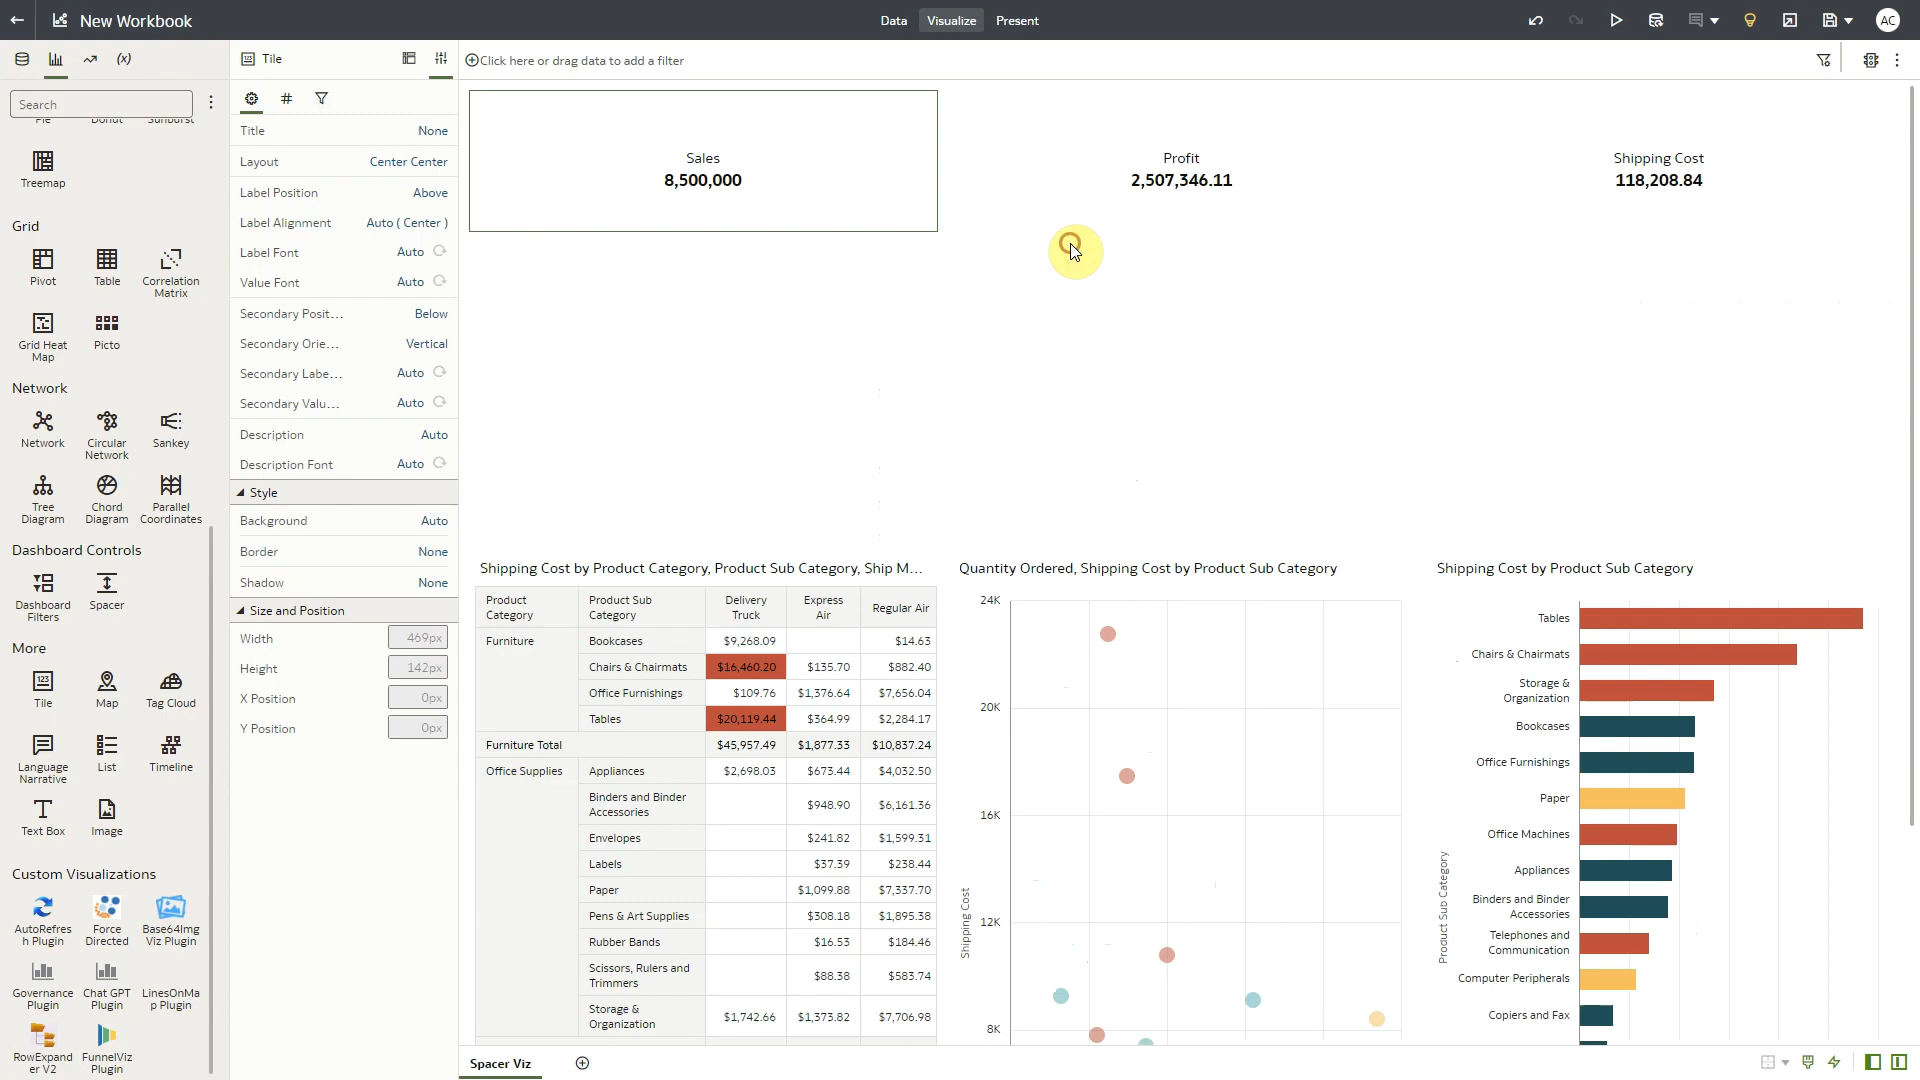 New Workbook
Data
Visualize
Present
AC
(x)
Tile
Click here or drag data to add a filter
Search
Pie
Donut
Sunburst
Treemap
Grid
Pivot
Table
Correlation
Matrix
Grid Heat
Map
Picto
Network
Network
Circular
Network
Sankey
Tree
Diagram
Chord
Diagram
Parallel
Coordinates
Dashboard Controls
Dashboard
Filters
Spacer
More
123
Tile
Map
Tag Cloud
Language
Narrative
List
Timeline
Text Box
Image
Custom Visualizations
AutoRefres
h Plugin
Force
Directed
Base64Img
Viz Plugin
Governance
Plugin
Chat GPT
Plugin
LinesOnMa
p Plugin
RowExpand
er V2
FunnelViz
Plugin
Title None
Layout Center Center
Label Position Above
Label Alignment Auto ( Center )
Label Font Auto
Value Font Auto
Secondary Posit... Below
Secondary Orie... Vertical
Secondary Labe... Auto
Secondary Valu... Auto
Description Auto
Description Font Auto
Style
Background Auto
Border None
Shadow None
Size and Position
Width 469px
Height 142px
X Position 0px
Y Position 0px
Sales
8,500,000
Profit
2,507,346.11
Shipping Cost
118,208.84
Shipping Cost by Product Category, Product Sub Category, Ship M...
Product
Category
Product Sub
Category
Delivery
Truck
Express
Air
Regular Air
Furniture Bookcases $9,268.09 $14.63
Chairs & Chairmats $16,460.20 $135.70 $882.40
Office Furnishings $109.76 $1,376.64 $7,656.04
Tables $20,119.44 $364.99 $2,284.17
Furniture Total $45,957.49 $1,877.33 $10,837.24
Office Supplies Appliances $2,698.03 $673.44 $4,032.50
Binders and Binder
Accessories
$948.90 $6,161.36
Envelopes $241.82 $1,599.31
Labels $37.39 $238.44
Paper $1,099.88 $7,337.70
Pens & Art Supplies $308.18 $1,895.38
Rubber Bands $16.53 $184.46
Scissors, Rulers and
Trimmers
$88.38 $583.74
Storage &
Organization
$1,742.66 $1,373.82 $7,706.98
Quantity Ordered, Shipping Cost by Product Sub Category
24K
20K
16K
12K
8K
Shipping Cost
Shipping Cost by Product Sub Category
Product Sub Category
Tables
Chairs & Chairmats
Storage &
Organization
Bookcases
Office Furnishings
Paper
Office Machines
Appliances
Binders and Binder
Accessories
Telephones and
Communication
Computer Peripherals
Copiers and Fax
Spacer Viz